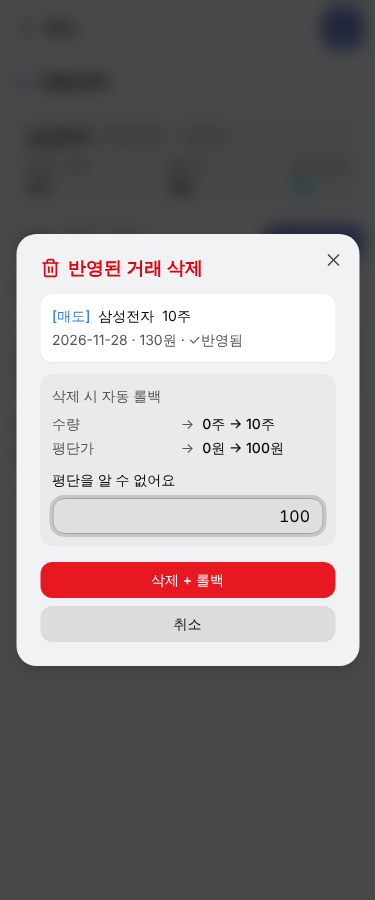 반영된 거래 삭제
[매도] 삼성전자 10주
2026-11-28 · 130원 · ✓반영됨
삭제 시 자동 롤백
수량 → 0주 → 10주
평단가 → 0원 → 100원
평단을 알 수 없어요
100
삭제 + 롤백
취소